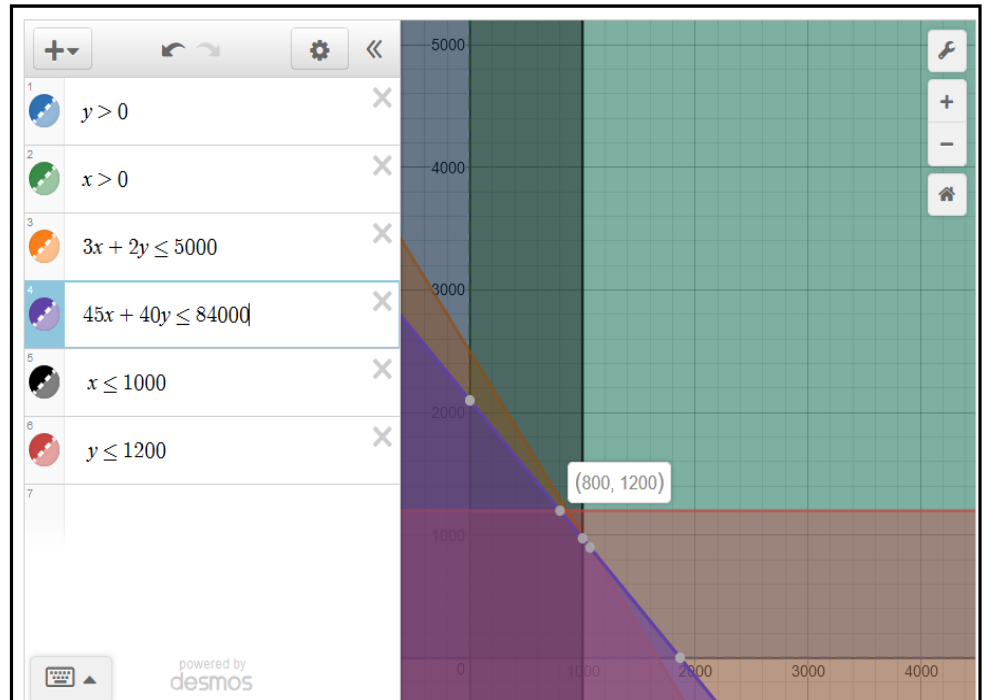 1
y > 0
2
x > 0
3
3x + 2y ≤ 5000
4
45x + 40y ≤ 84000
5
x ≤ 1000
6
y ≤ 1200
7
powered by
desmos
5000
4000
3000
2000
1000
(800, 1200)
0 1000 2000 3000 4000